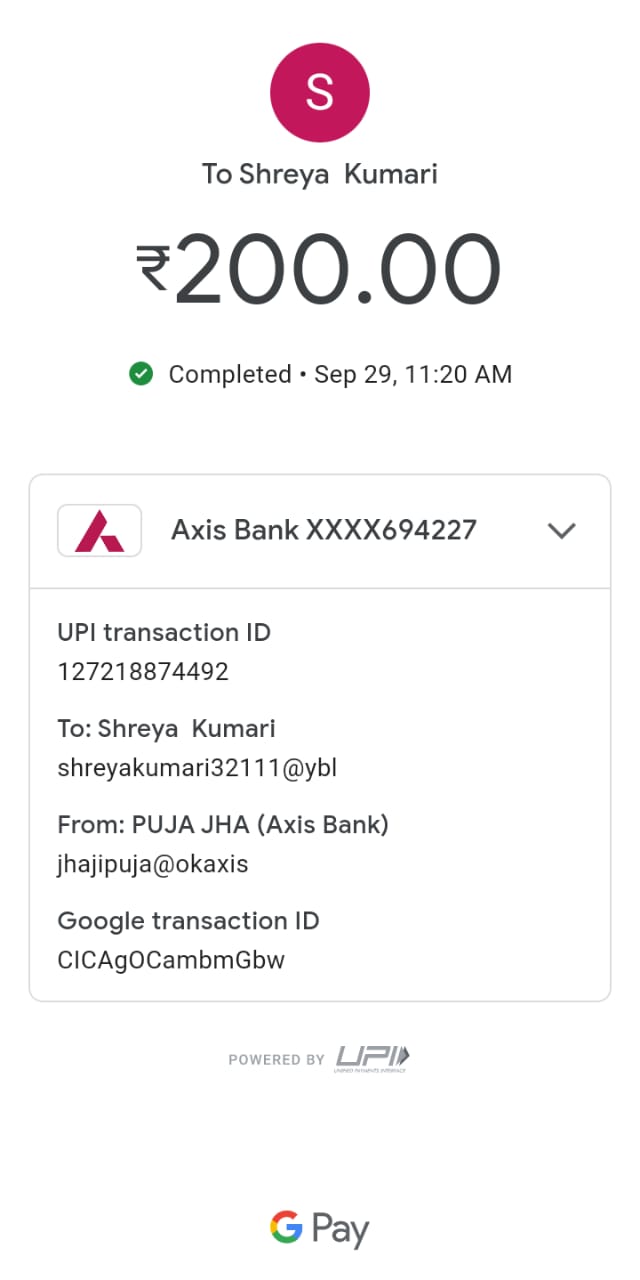 S
To Shreya  Kumari
₹200.00
Completed • Sep 29, 11:20 AM
Axis Bank XXXX694227
UPI transaction ID
127218874492
To: Shreya  Kumari
shreyakumari32111@ybl
From: PUJA JHA (Axis Bank)
jhajipuja@okaxis
Google transaction ID
CICAgOCambmGbw
POWERED BY UPI
UNIFIED PAYMENTS INTERFACE
G Pay